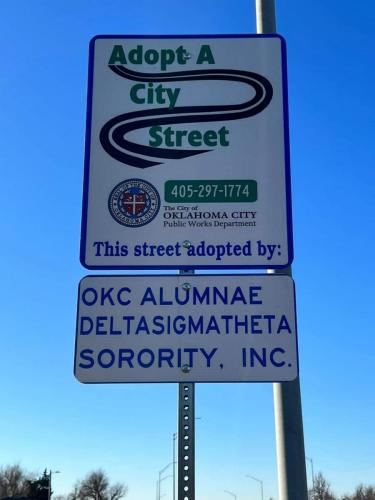 Adopt A
City
Street
405-297-1774
The City of
OKLAHOMA CITY
Public Works Department
This street adopted by:
OKC ALUMNAE
DELTASIGMATHETA
SORORITY, INC.